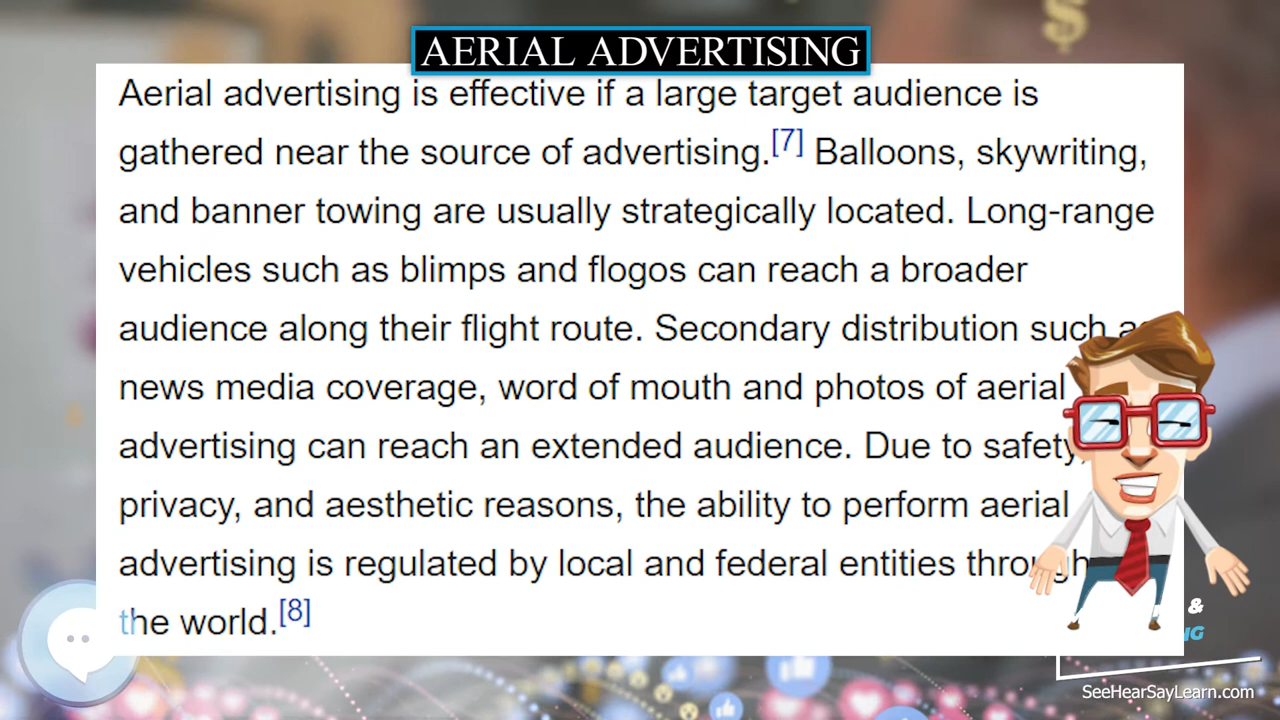 AERIAL ADVERTISING
Aerial advertising is effective if a large target audience is
gathered near the source of advertising.[7] Balloons, skywriting,
and banner towing are usually strategically located. Long-range
vehicles such as blimps and flogos can reach a broader
audience along their flight route. Secondary distribution such as
news media coverage, word of mouth and photos of aerial
advertising can reach an extended audience. Due to safety,
privacy, and aesthetic reasons, the ability to perform aerial
advertising is regulated by local and federal entities through
the world.[8]
&
SeeHearSayLearn.com